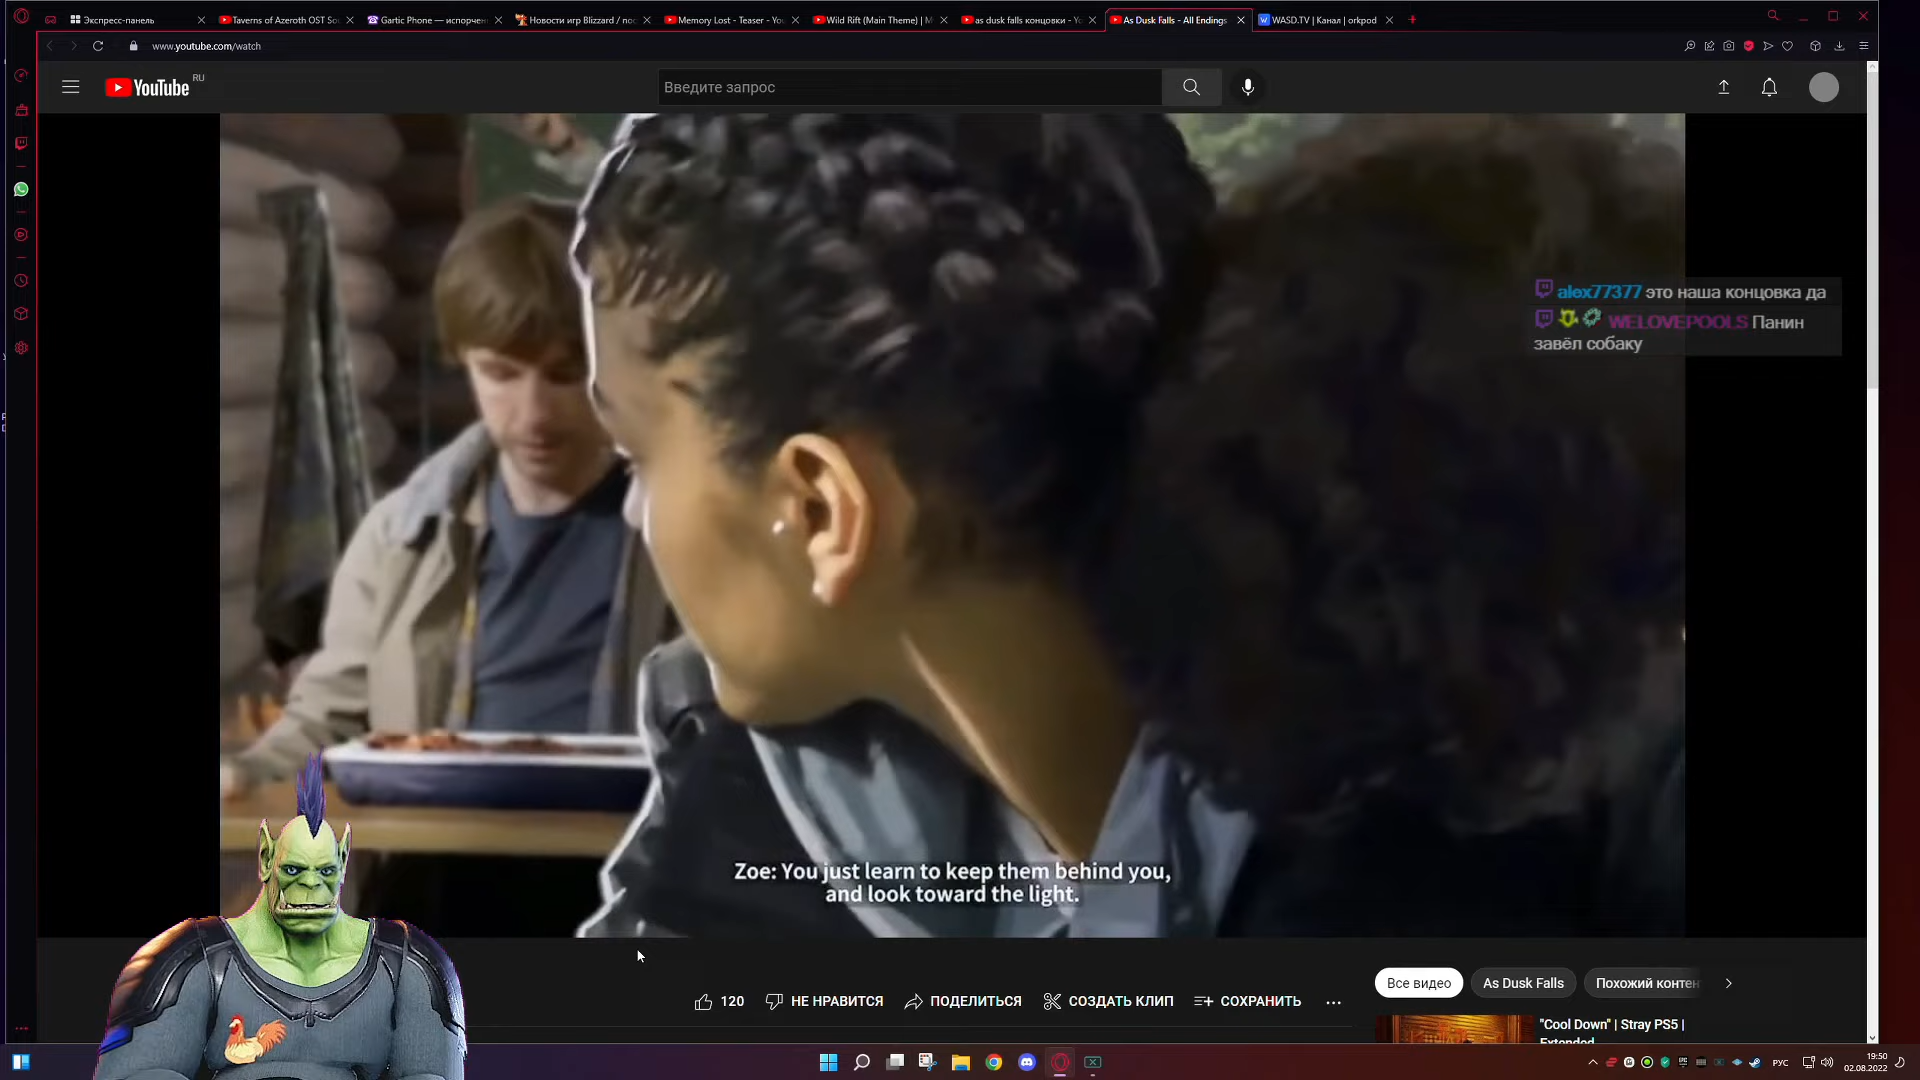 Экспресс-панель
Taverns of Azeroth OST So
Gartic Phone — испорчен
Новости игр Blizzard / пос
Memory Lost - Teaser - You
Wild Rift (Main Theme) | M
as dusk falls концовки - Yo
As Dusk Falls - All Endings
WASD.TV | Канал | orkpod
www.youtube.com/watch
YouTube
RU
Введите запрос
alex77377 это наша концовка да
WELOVEPOOLS Панин
завёл собаку
Zoe: You just learn to keep them behind you,
and look toward the light.
120
НЕ НРАВИТСЯ
ПОДЕЛИТЬСЯ
СОЗДАТЬ КЛИП
СОХРАНИТЬ
Все видео
As Dusk Falls
Похожий контен
"Cool Down" | Stray PS5 |
Extended
РУС
19:50
02.08.2022